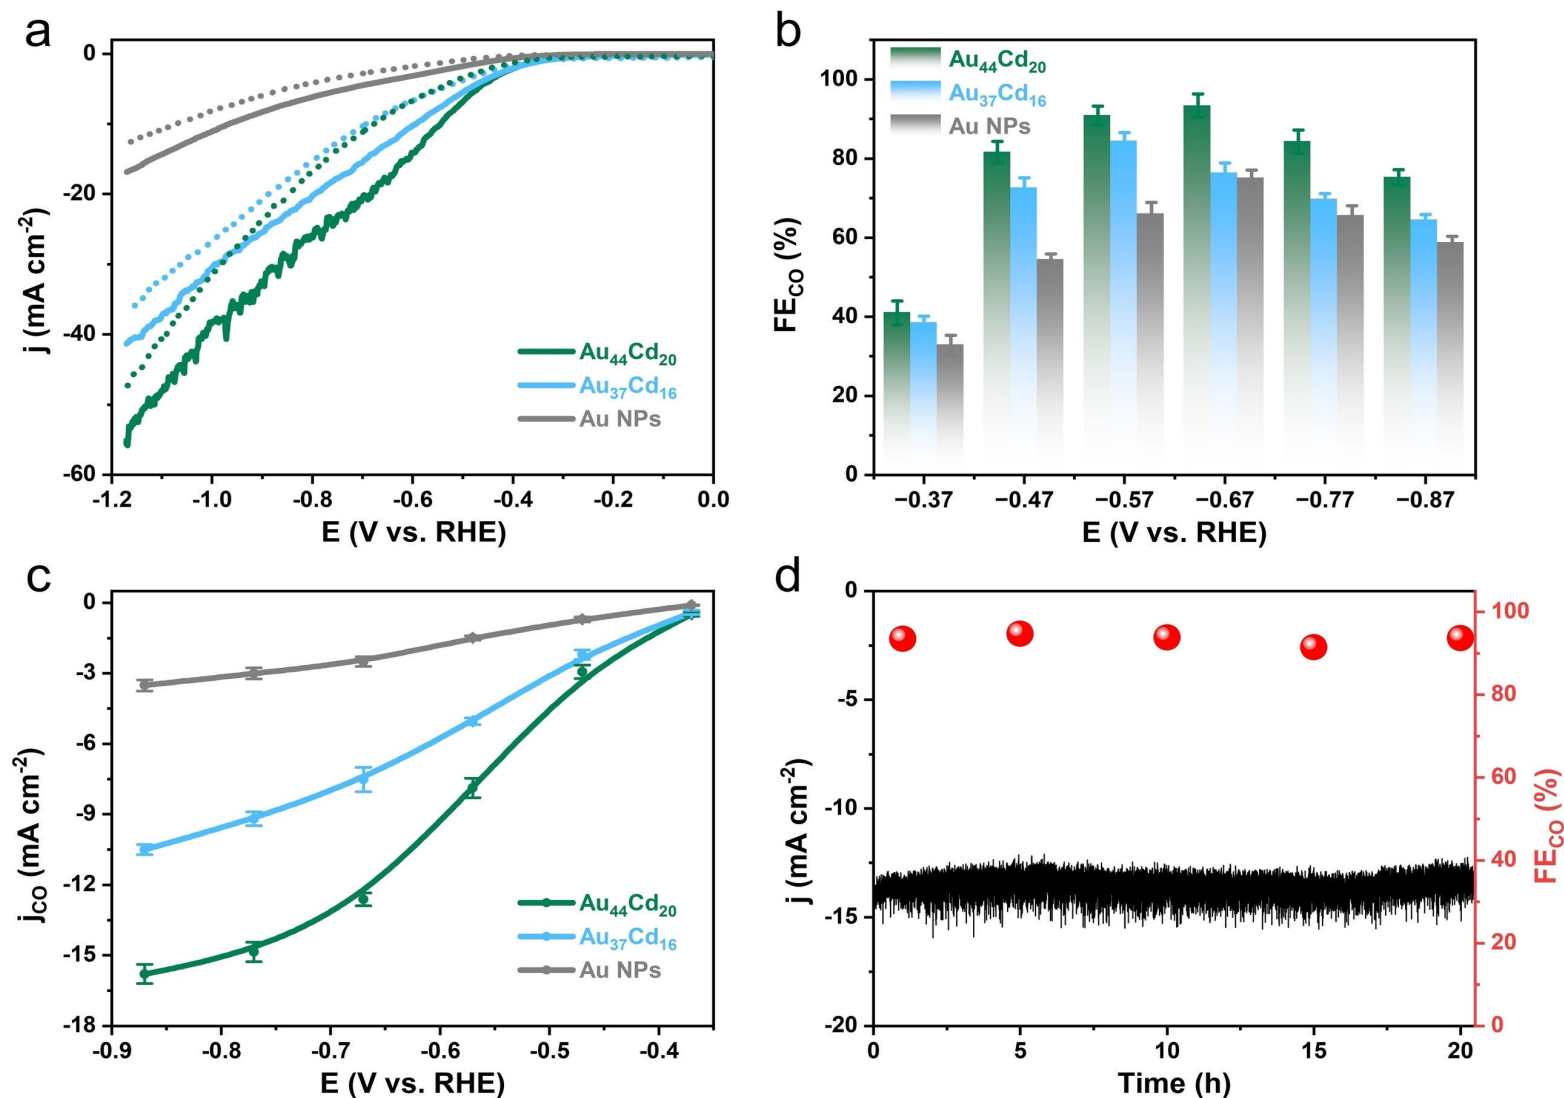 a
0
-20
-40
-60
j (mA cm-2)
-1.2 -1.0 -0.8 -0.6 -0.4 -0.2 0.0
E (V vs. RHE)
Au44Cd20
Au37Cd16
Au NPs
b
100
80
60
40
20
0
FECO (%)
Au44Cd20
Au37Cd16
Au NPs
−0.37 −0.47 −0.57 −0.67 −0.77 −0.87
E (V vs. RHE)
c
0
-3
-6
-9
-12
-15
-18
jCO (mA cm-2)
Au44Cd20
Au37Cd16
Au NPs
-0.9 -0.8 -0.7 -0.6 -0.5 -0.4
E (V vs. RHE)
d
0
-5
-10
-15
-20
j (mA cm-2)
100
80
60
40
20
0
FECO (%)
0 5 10 15 20
Time (h)